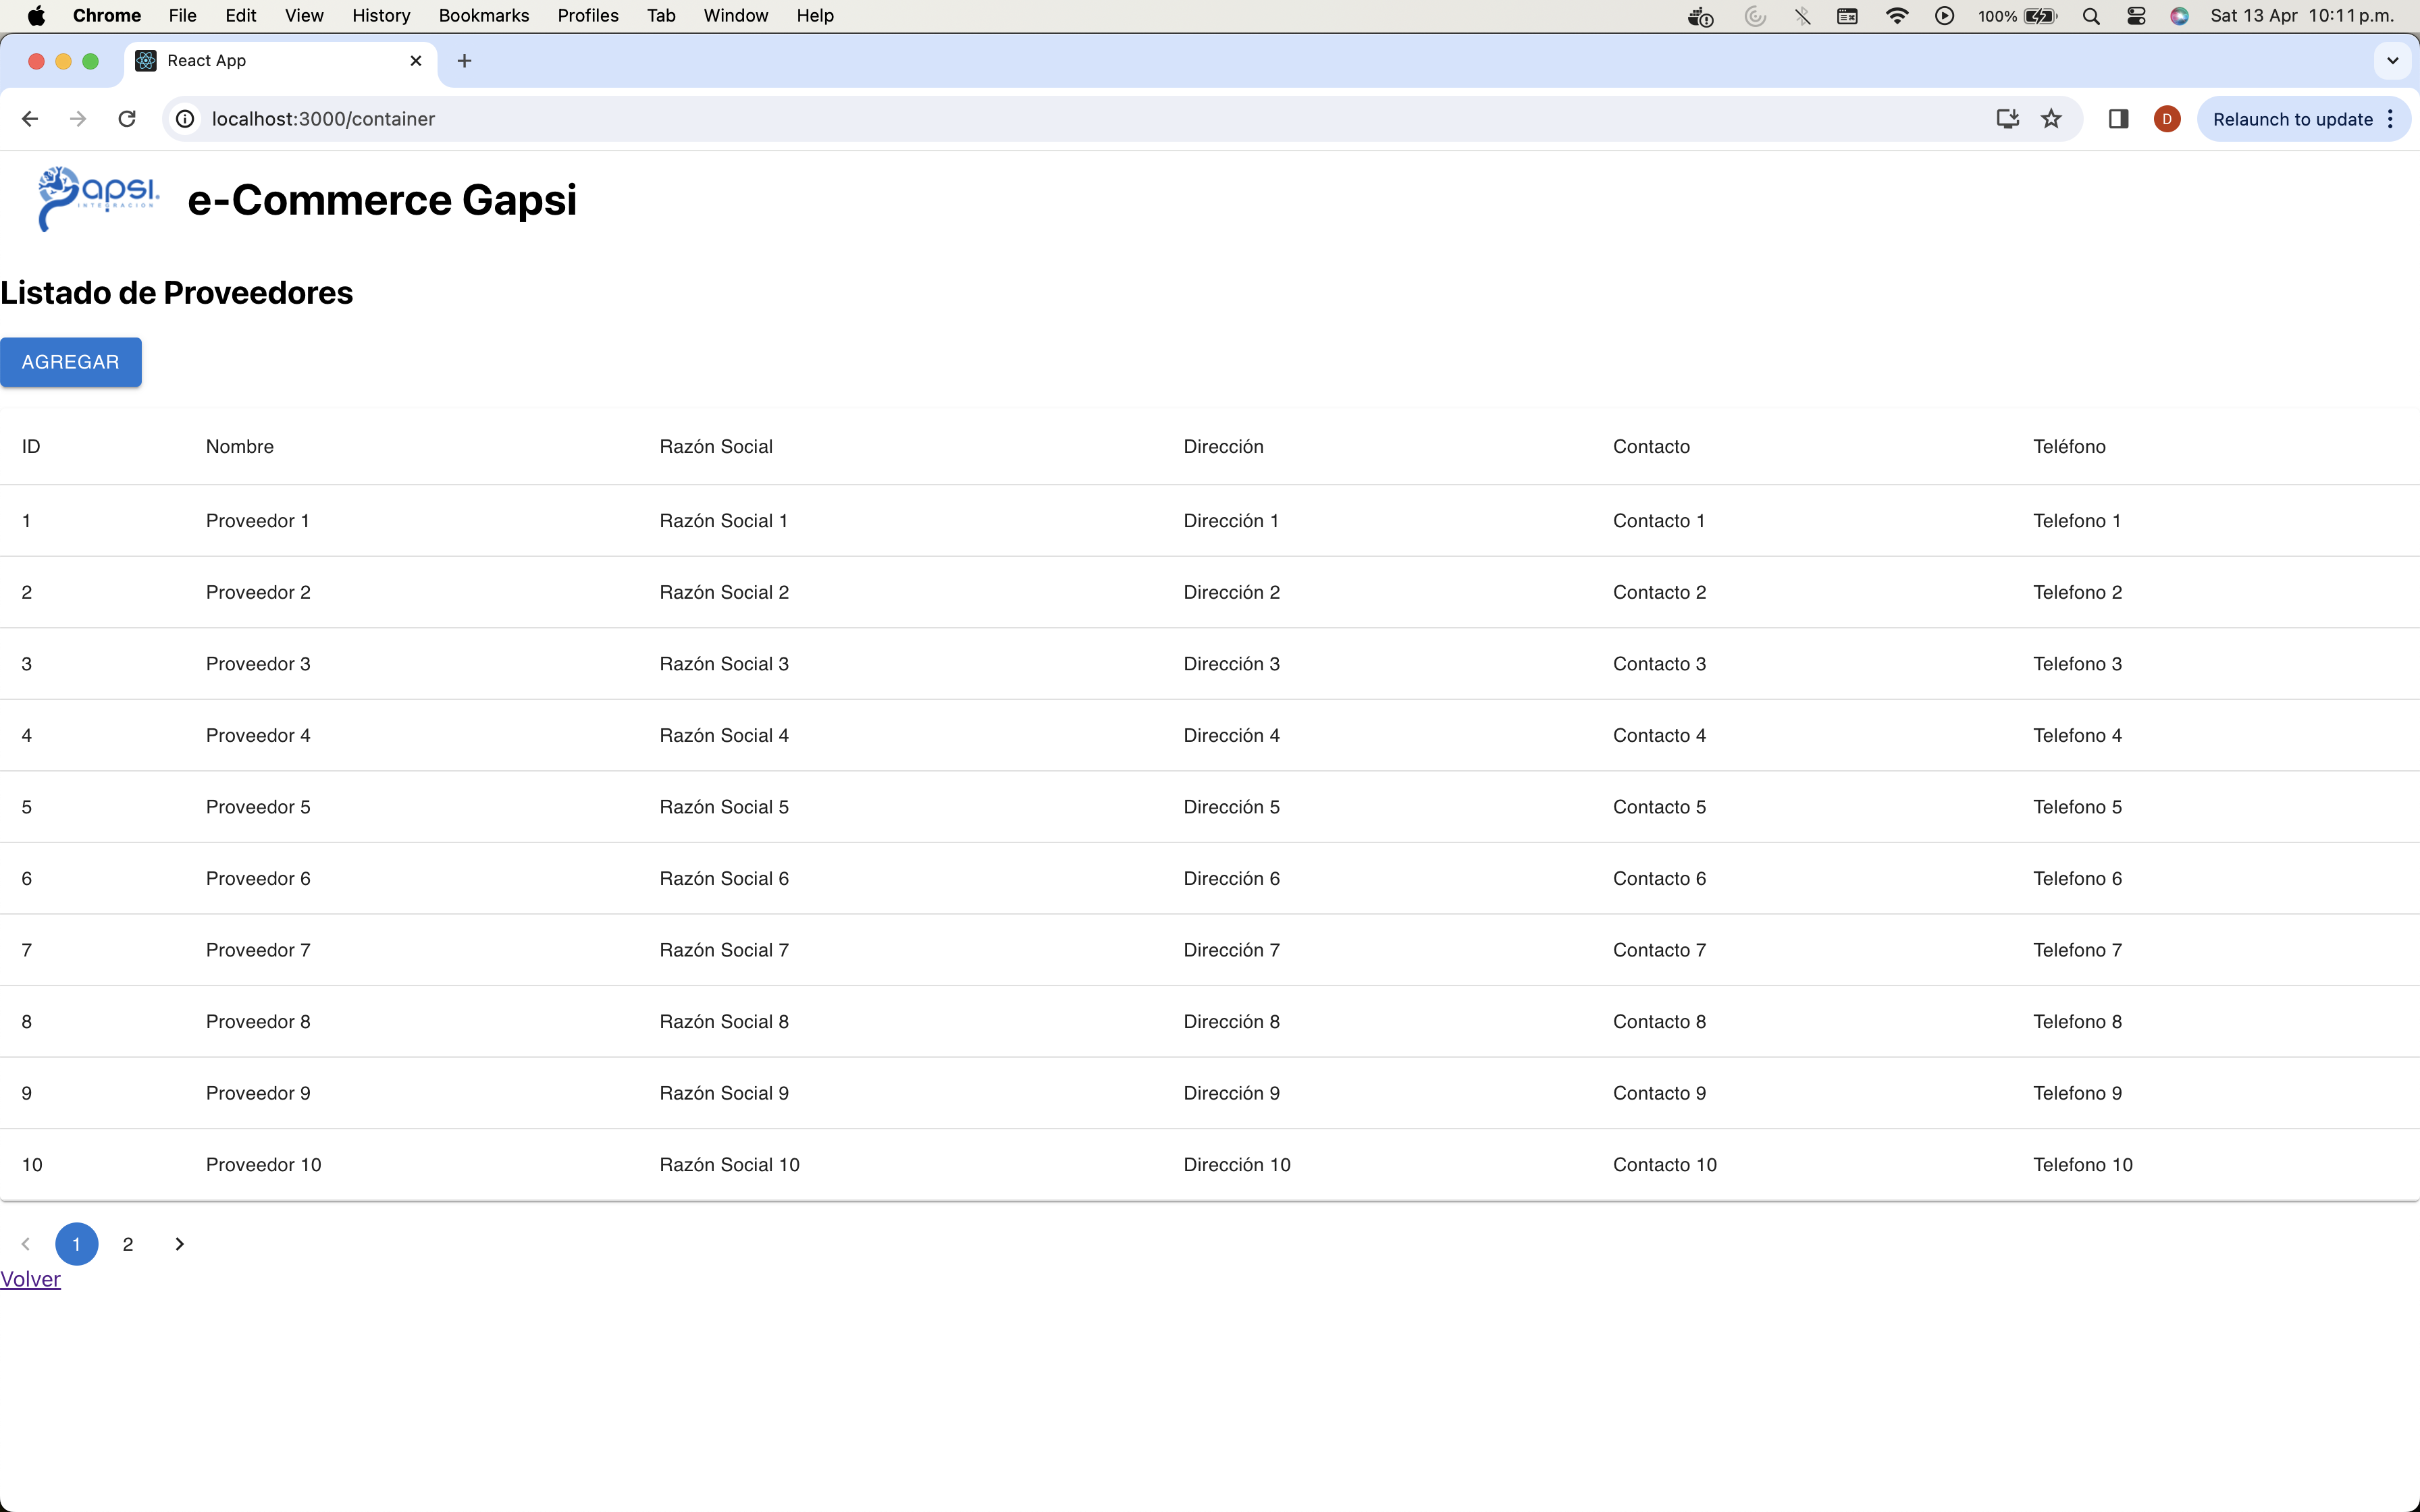 Chrome File Edit View History Bookmarks Profiles Tab Window Help 100% Sat 13 Apr 10:11 p.m.
React App
localhost:3000/container D Relaunch to update
apsi. e-Commerce Gapsi
INTEGRACION
Listado de Proveedores
AGREGAR
ID Nombre Razón Social Dirección Contacto Teléfono
1 Proveedor 1 Razón Social 1 Dirección 1 Contacto 1 Telefono 1
2 Proveedor 2 Razón Social 2 Dirección 2 Contacto 2 Telefono 2
3 Proveedor 3 Razón Social 3 Dirección 3 Contacto 3 Telefono 3
4 Proveedor 4 Razón Social 4 Dirección 4 Contacto 4 Telefono 4
5 Proveedor 5 Razón Social 5 Dirección 5 Contacto 5 Telefono 5
6 Proveedor 6 Razón Social 6 Dirección 6 Contacto 6 Telefono 6
7 Proveedor 7 Razón Social 7 Dirección 7 Contacto 7 Telefono 7
8 Proveedor 8 Razón Social 8 Dirección 8 Contacto 8 Telefono 8
9 Proveedor 9 Razón Social 9 Dirección 9 Contacto 9 Telefono 9
10 Proveedor 10 Razón Social 10 Dirección 10 Contacto 10 Telefono 10
1 2
Volver